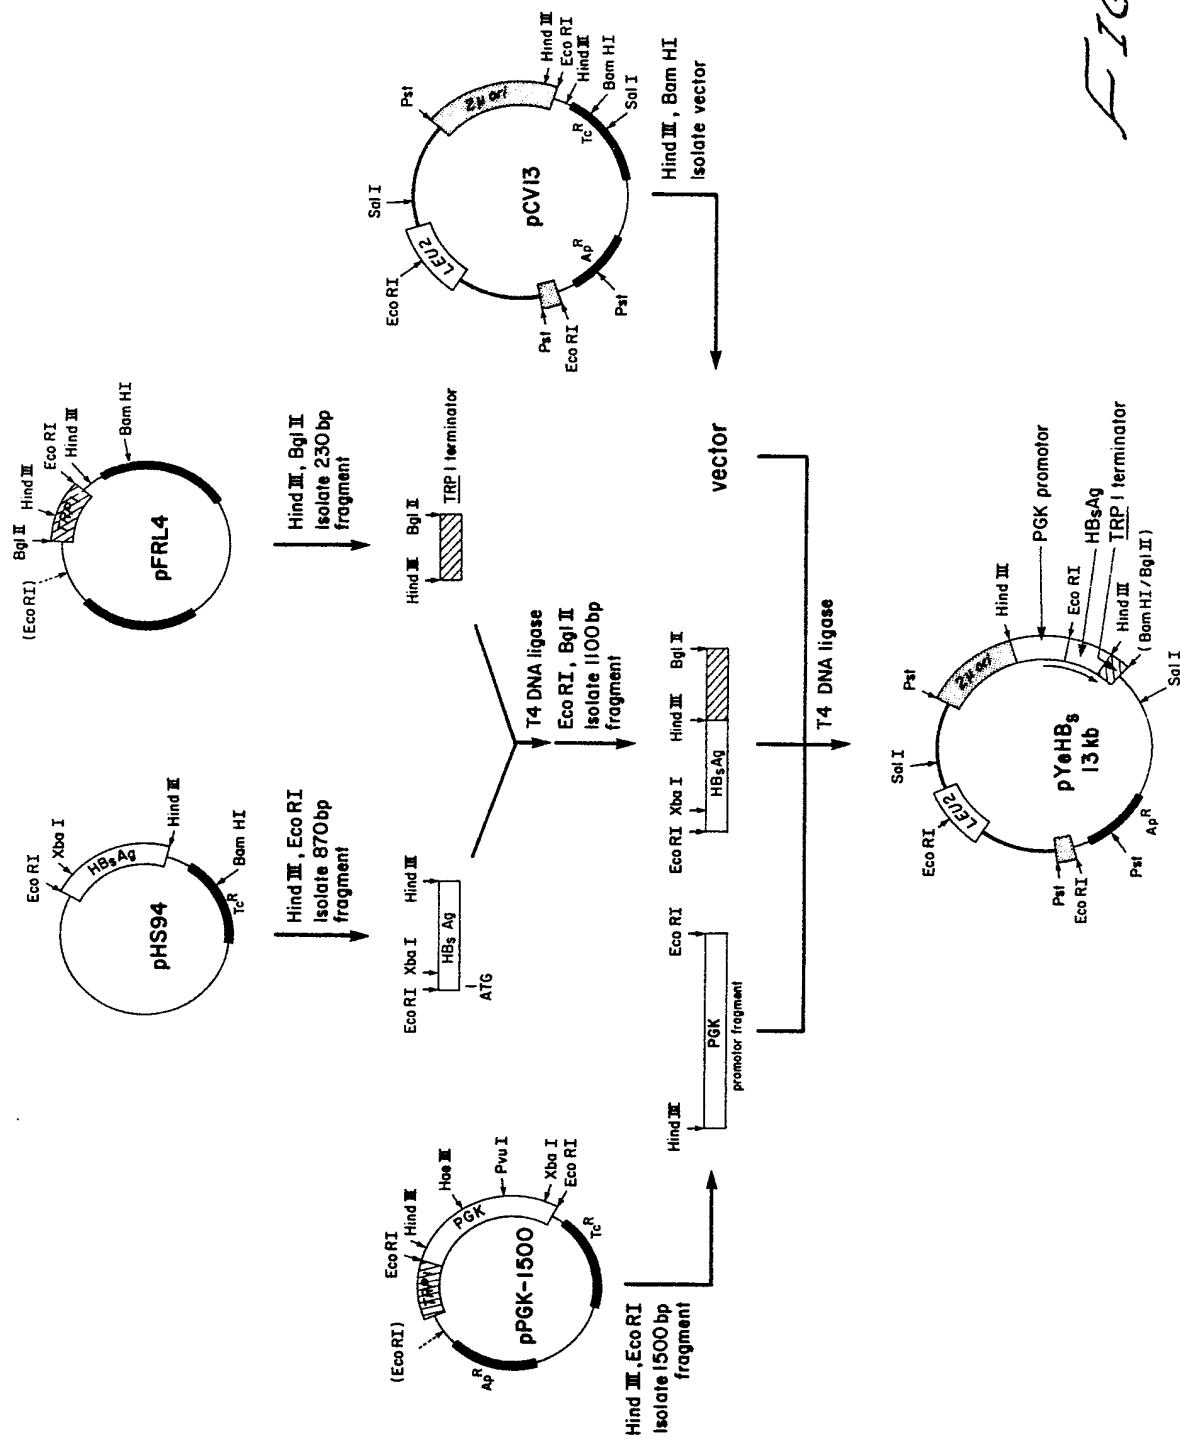 FIG
Eco RI
Xba I
HBsAg
Hind III
Bam HI
Tc R
pHS94
Hind III, Eco RI
Isolate 870bp
fragment
Eco RI
Xba I
Hind III
HBs Ag
ATG
(Eco RI)
Bgl II
Hind III
Eco RI
Hind III
Bam HI
pFRL4
Hind III, Bgl II
Isolate 230bp
fragment
Hind III
Bgl II
TRP I terminator
T4 DNA ligase
Eco RI, Bgl II
Isolate 1100bp
fragment
(Eco RI)
Eco RI
Hind III
Hae III
PGK
Pvu I
Xba I
Eco RI
Tc R
Ap R
pPGK-1500
Hind III, Eco RI
Isolate 1500bp
fragment
Hind III
Eco RI
PGK
promotor fragment
Eco RI
Xba I
Hind III
Bgl II
HBsAg
Eco RI
LEU2
Sal I
Pst
2μ ori
Hind III
Eco RI
Hind III
Bam HI
Sal I
Tc R
Ap R
Pst
Eco RI
Pst
pCV13
Hind III, Bam HI
Isolate vector
vector
T4 DNA ligase
Eco RI
LEU2
Sal I
Pst
2μ ori
Hind III
PGK promotor
Eco RI
HBsAg
TRP I terminator
Hind III
(Bam HI / Bgl II)
Sal I
Ap R
Pst
Eco RI
Pst
pYeHBs
13kb